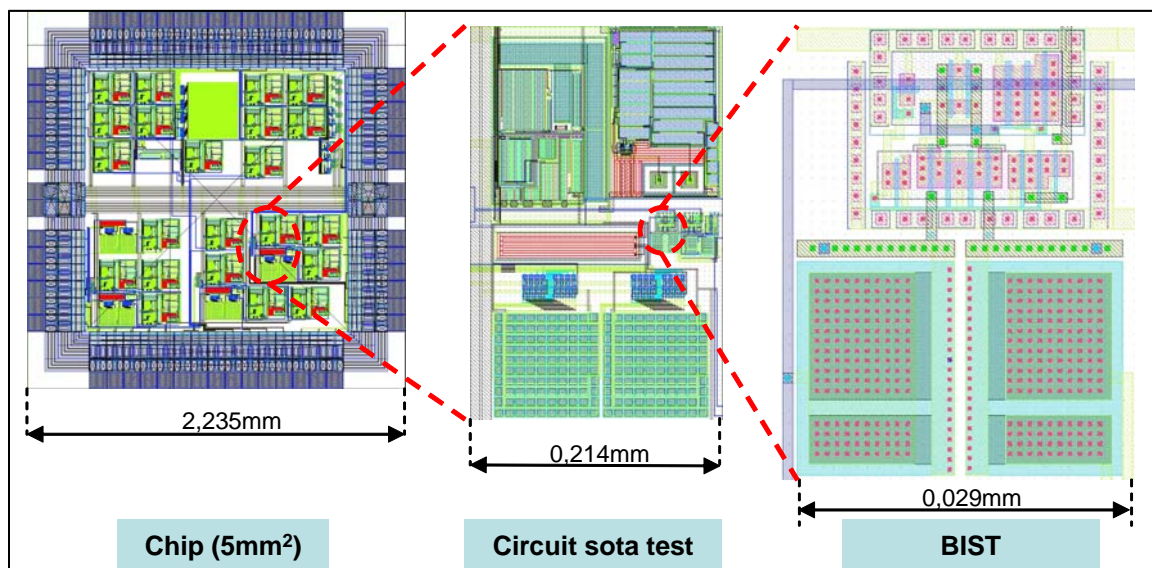 2,235mm
0,214mm
0,029mm
Chip (5mm²)
Circuit sota test
BIST